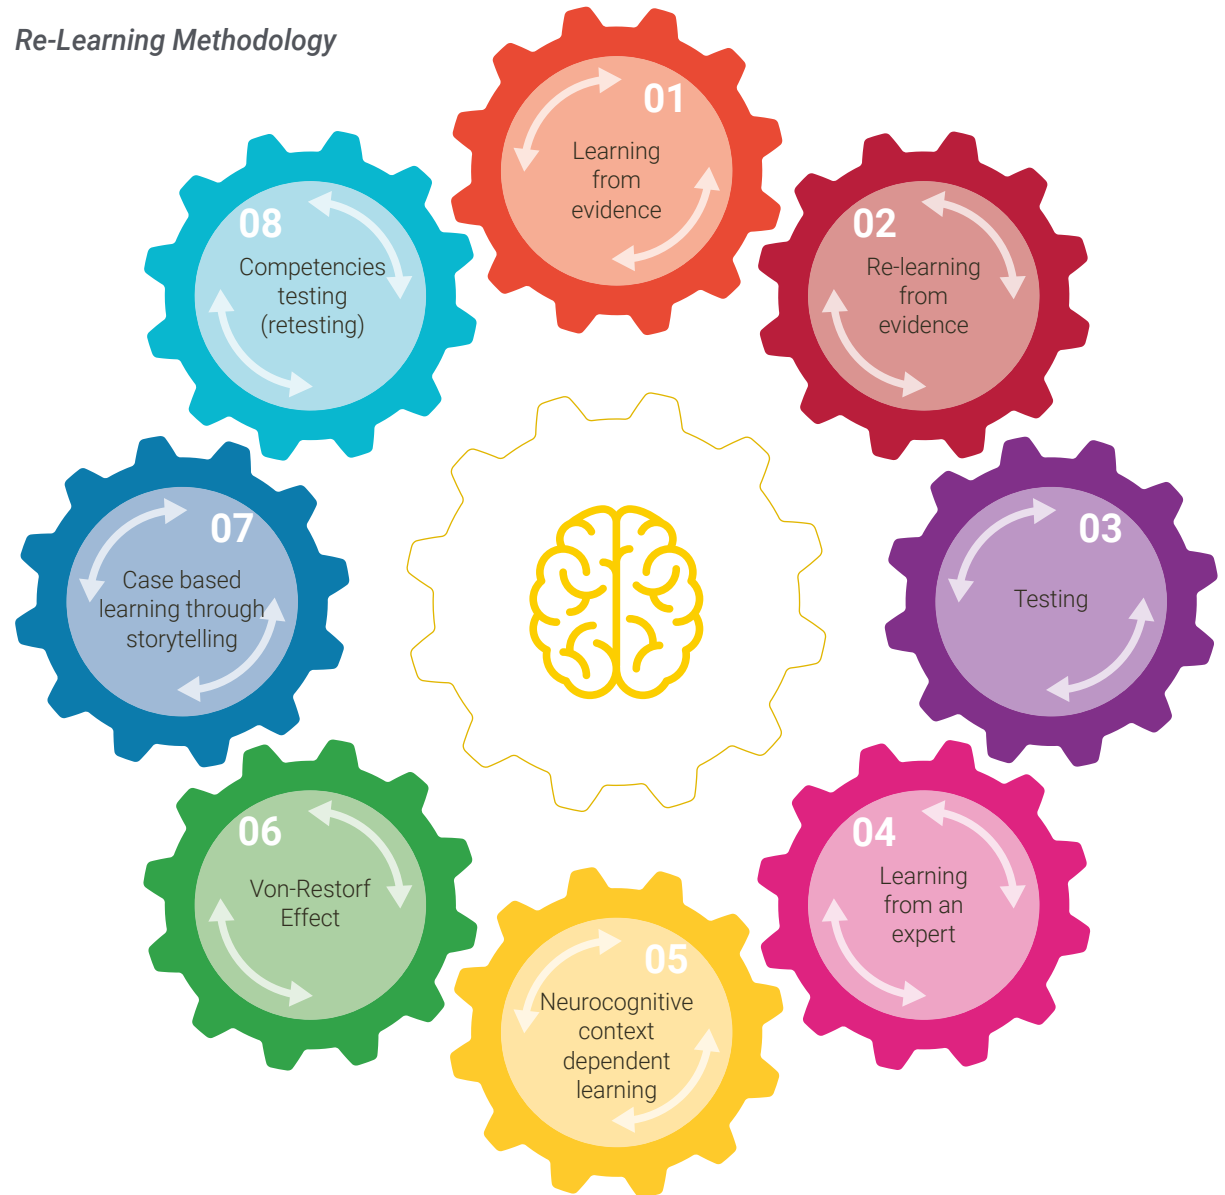 Re-Learning Methodology
01
Learning
from
evidence
02
Re-learning
from
evidence
03
Testing
04
Learning
from an
expert
05
Neurocognitive
context
dependent
learning
06
Von-Restorf
Effect
07
Case based
learning through
storytelling
08
Competencies
testing
(retesting)